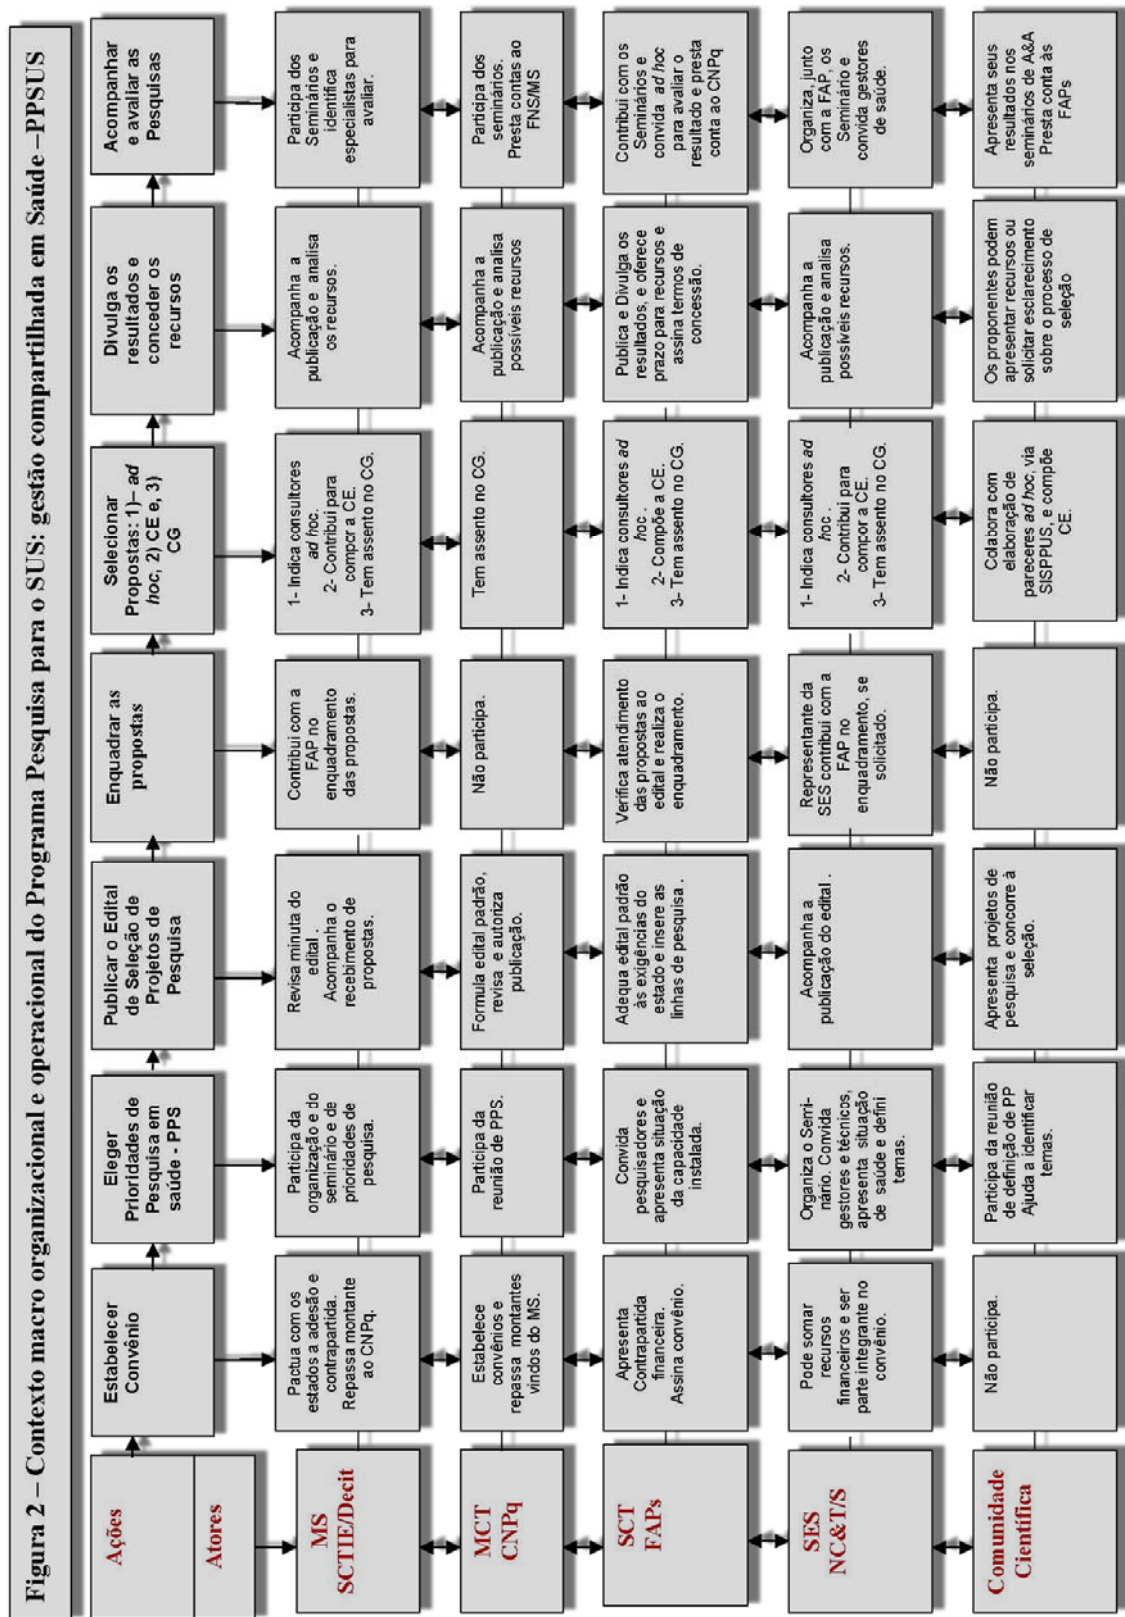 Figura 2 – Contexto macro organizacional e operacional do Programa Pesquisa para o SUS: gestão compartilhada em Saúde –PPSUS
Ações
Atores
Estabelecer
Convênio
Eleger
Prioridades de
Pesquisa em
saúde - PPS
Publicar o Edital
de Seleção de
Projetos de
Pesquisa
Enquadrar as
propostas
Selecionar
Propostas: 1)– ad
hoc, 2) CE e, 3)
CG
Divulga os
resultados e
conceder os
recursos
Acompanhar
e avaliar as
Pesquisas
MS
SCTIE/Decit
Pactua com os
estados a adesão e
contrapartida.
Repassa montante
ao CNPq.
Participa da
organização e do
seminário e de
prioridades de
pesquisa.
Revisa minuta do
edital .
Acompanha o
recebimento de
propostas.
Contribui com a
FAP no
enquadramento
das propostas.
1- Indica consultores
ad hoc.
2- Contribui para
compor a CE.
3- Tem assento no CG.
Acompanha a
publicação e analisa
os recursos.
Participa dos
Seminários e
identifica
especialistas para
avaliar.
MCT
CNPq
Estabelece
convênios e
repassa montantes
vindos do MS.
Participa da
reunião de PPS.
Formula edital padrão,
revisa e autoriza
publicação.
Não participa.
Tem assento no CG.
Acompanha a
publicação e analisa
possíveis recursos
Participa dos
seminários.
Presta contas ao
FNS/MS
SCT
FAPs
Apresenta
Contrapartida
financeira.
Assina convênio.
Convida
pesquisadores e
apresenta situação
da capacidade
instalada.
Adequa edital padrão
às exigências do
estado e insere as
linhas de pesquisa .
Verifica atendimento
das propostas ao
edital e realiza o
enquadramento.
1- Indica consultores ad
hoc .
2- Compõe a CE.
3- Tem assento no CG.
Publica e Divulga os
resultados, e oferece
prazo para recursos e
assina termos de
concessão.
Contribui com os
Seminários e
convida ad hoc
para avaliar o
resultado e presta
conta ao CNPq
SES
NC&T/S
Pode somar
recursos
financeiros e ser
parte integrante no
convênio.
Organiza o Semi-
nário. Convida
gestores e técnicos,
apresenta situação
de saúde e defini
temas.
Acompanha a
publicação do edital .
Representante da
SES contribui com a
FAP no
enquadramento, se
solicitado.
1- Indica consultores ad
hoc .
2- Contribui para
compor a CE.
3- Tem assento no CG.
Acompanha a
publicação e analisa
possíveis recursos.
Organiza, junto
com a FAP, os
Seminário e
convida gestores
de saúde.
Comunidade
Científica
Não participa.
Participa da reunião
de definição de PP
Ajuda a identificar
temas.
Apresenta projetos de
pesquisa e concorre à
seleção.
Não participa.
Colabora com
elaboração de
pareceres ad hoc, via
SISPPUS, e compõe
CE.
Os proponentes podem
apresentar recursos ou
solicitar esclarecimento
sobre o processo de
seleção
Apresenta seus
resultados nos
seminários de A&A
Presta conta às
FAPs